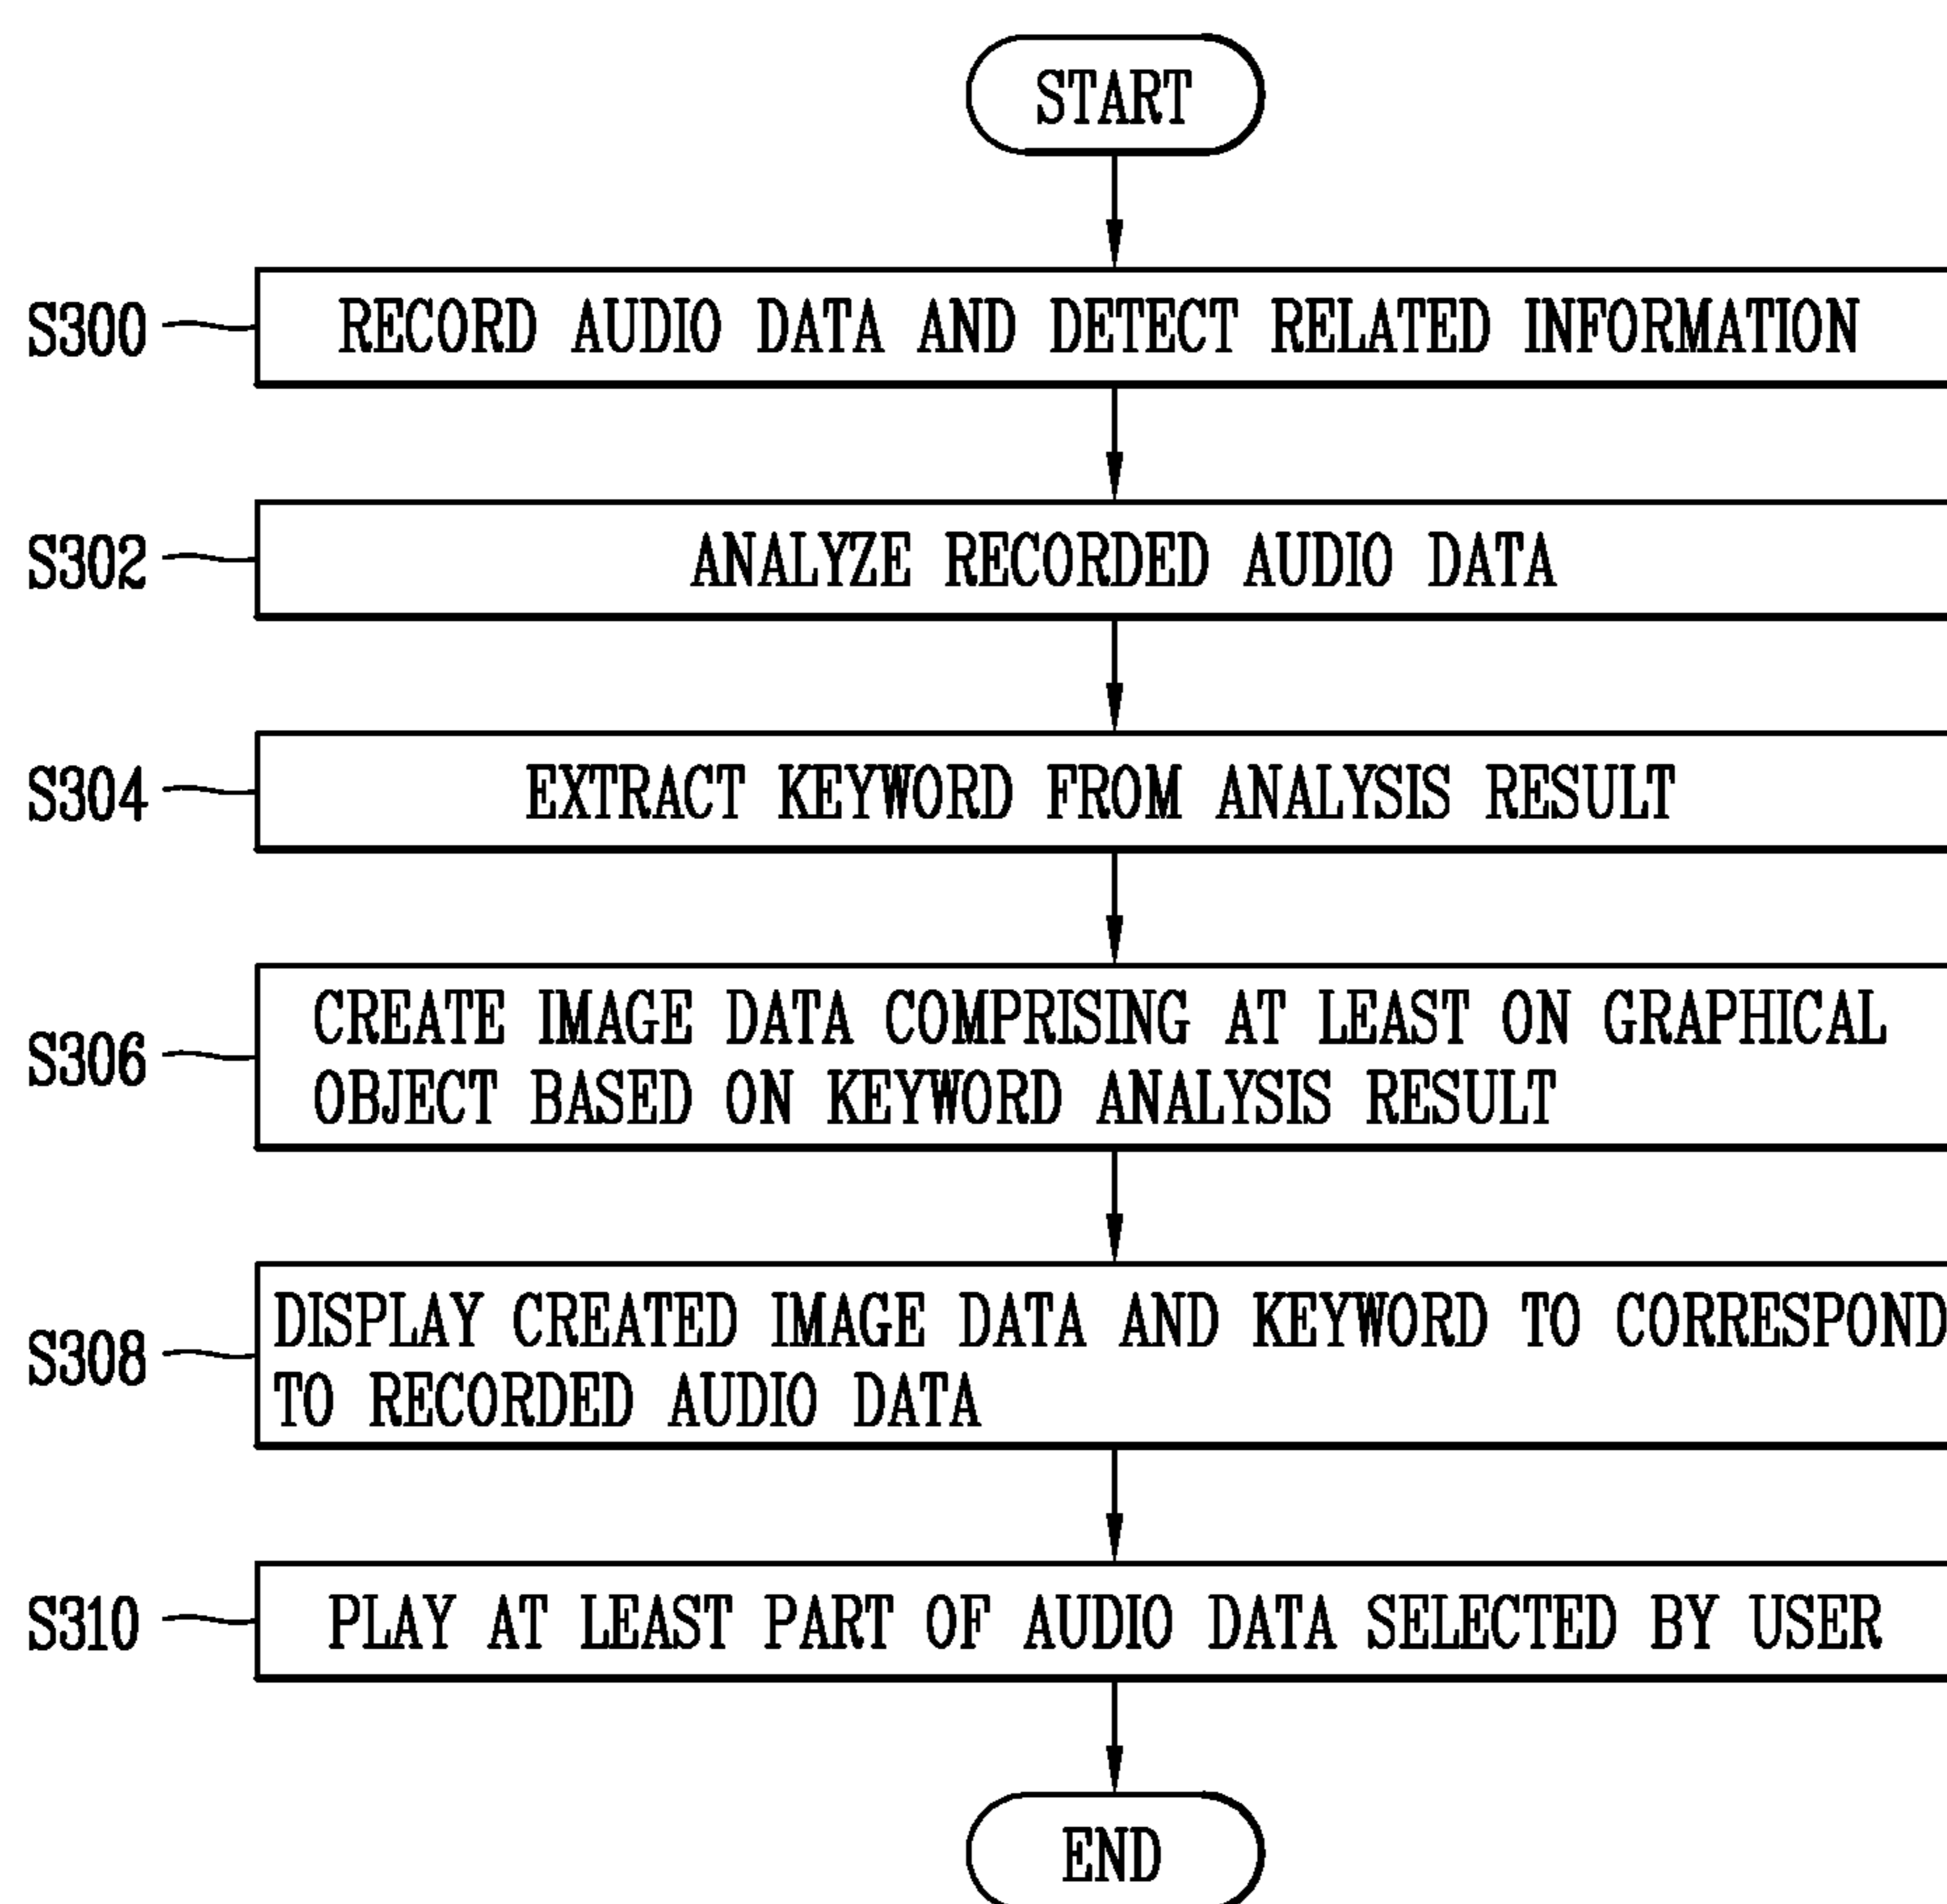 START
S300 RECORD AUDIO DATA AND DETECT RELATED INFORMATION
S302 ANALYZE RECORDED AUDIO DATA
S304 EXTRACT KEYWORD FROM ANALYSIS RESULT
S306 CREATE IMAGE DATA COMPRISING AT LEAST ON GRAPHICAL
OBJECT BASED ON KEYWORD ANALYSIS RESULT
S308 DISPLAY CREATED IMAGE DATA AND KEYWORD TO CORRESPOND
TO RECORDED AUDIO DATA
S310 PLAY AT LEAST PART OF AUDIO DATA SELECTED BY USER
END